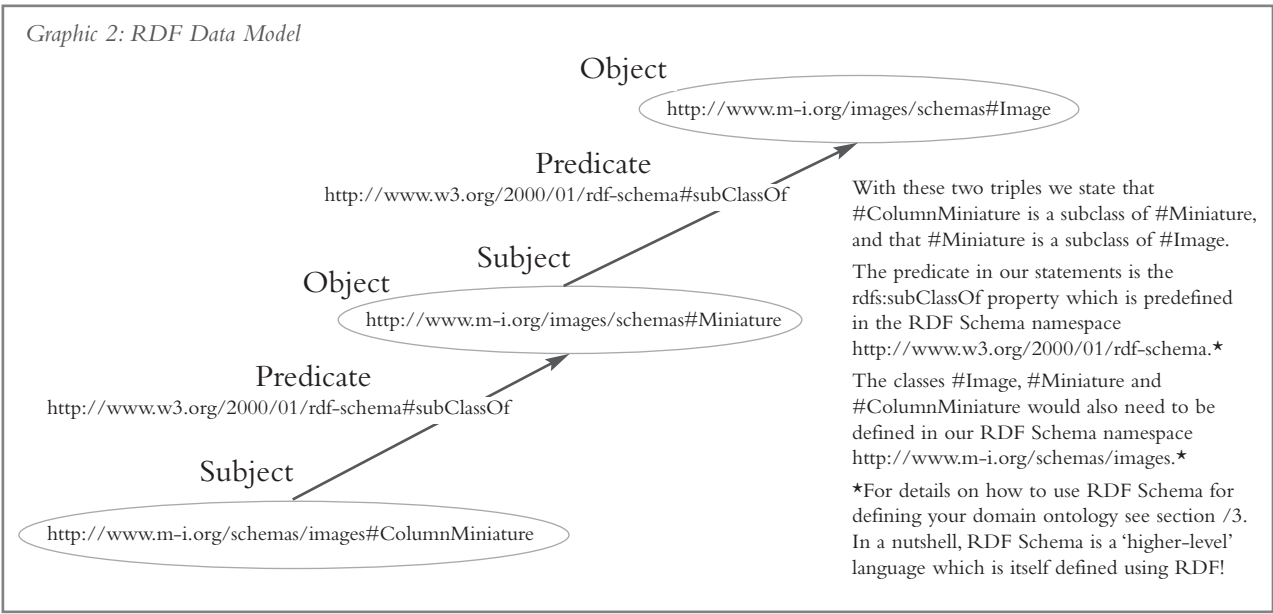 Graphic 2: RDF Data Model
Object
http://www.m-i.org/images/schemas#Image
Predicate
http://www.w3.org/2000/01/rdf-schema#subClassOf
Subject
Object
http://www.m-i.org/images/schemas#Miniature
Predicate
http://www.w3.org/2000/01/rdf-schema#subClassOf
Subject
http://www.m-i.org/schemas/images#ColumnMiniature
With these two triples we state that
#ColumnMiniature is a subclass of #Miniature,
and that #Miniature is a subclass of #Image.
The predicate in our statements is the
rdfs:subClassOf property which is predefined
in the RDF Schema namespace
http://www.w3.org/2000/01/rdf-schema.★
The classes #Image, #Miniature and
#ColumnMiniature would also need to be
defined in our RDF Schema namespace
http://www.m-i.org/schemas/images.★
★For details on how to use RDF Schema for
defining your domain ontology see section /3.
In a nutshell, RDF Schema is a ‘higher-level’
language which is itself defined using RDF!